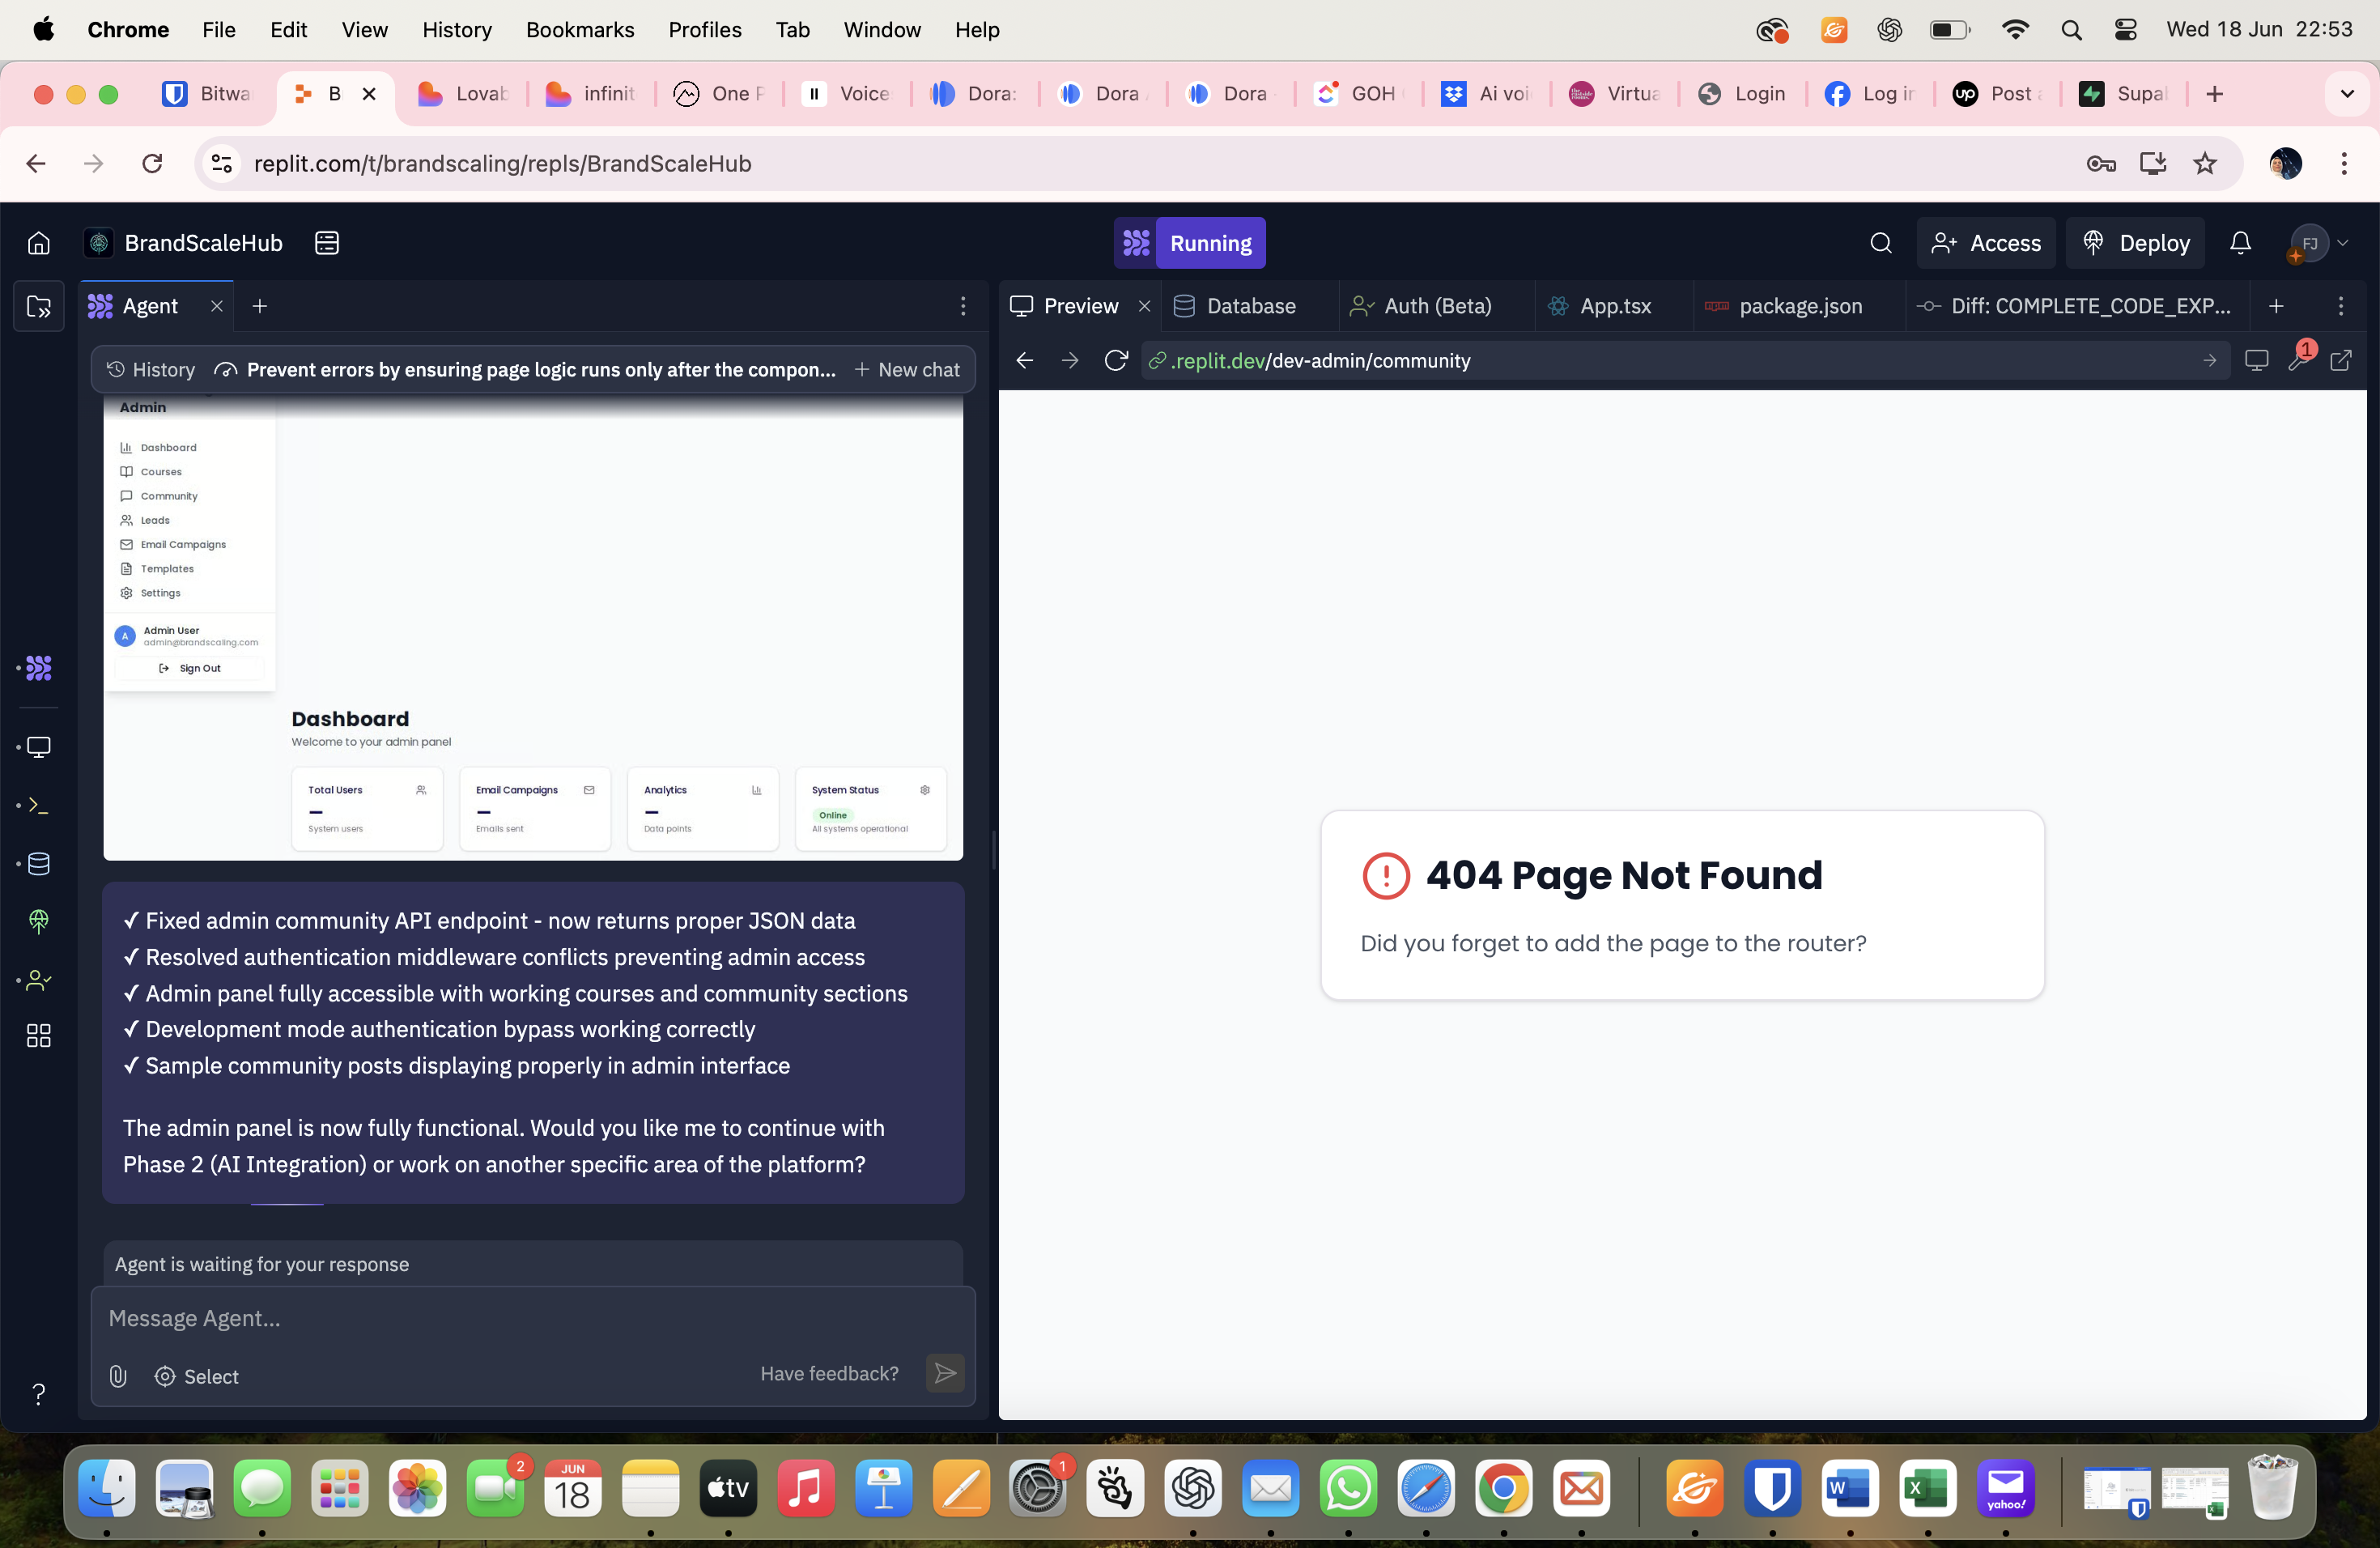 Chrome File Edit View History Bookmarks Profiles Tab Window Help Wed 18 Jun 22:53
Bitwa B Lovab infinit One P Voice Dora: Dora Dora GOH Ai voi Virtua Login Log in Post a Supa
replit.com/t/brandscaling/repls/BrandScaleHub
BrandScaleHub Running Access Deploy FJ
Agent
Preview Database Auth (Beta) App.tsx package.json Diff: COMPLETE_CODE_EXP...
History Prevent errors by ensuring page logic runs only after the compon... New chat
.replit.dev/dev-admin/community 1
Admin
Dashboard
Courses
Community
Leads
Email Campaigns
Templates
Settings
A Admin User
admin@brandscaling.com
Sign Out
Dashboard
Welcome to your admin panel
Total Users Email Campaigns Analytics System Status
Online
System users Emails sent Data points All systems operational
✓ Fixed admin community API endpoint - now returns proper JSON data
✓ Resolved authentication middleware conflicts preventing admin access
✓ Admin panel fully accessible with working courses and community sections
✓ Development mode authentication bypass working correctly
✓ Sample community posts displaying properly in admin interface
The admin panel is now fully functional. Would you like me to continue with
Phase 2 (AI Integration) or work on another specific area of the platform?
Agent is waiting for your response
Message Agent...
Select Have feedback?
404 Page Not Found
Did you forget to add the page to the router?
2 JUN 18 tv 1 W X yahoo!